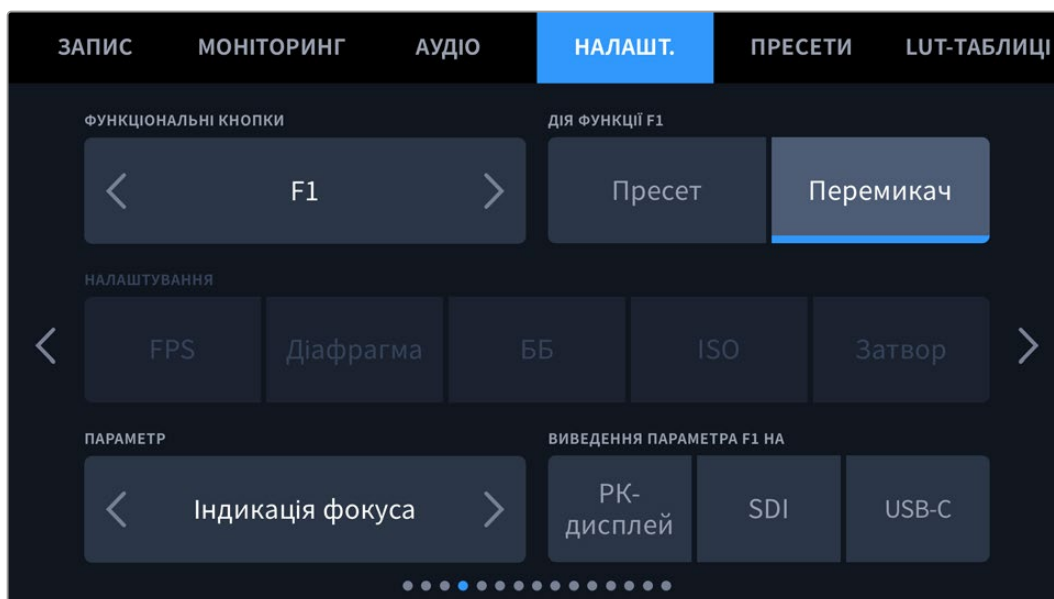 ЗАПИС МОНІТОРИНГ АУДІО НАЛАШТ. ПРЕСЕТИ LUT-ТАБЛИЦІ
ФУНКЦІОНАЛЬНІ КНОПКИ ДІЯ ФУНКЦІЇ F1
F1 Пресет Перемикач
НАЛАШТУВАННЯ
FPS Діафрагма ББ ISO Затвор
ПАРАМЕТР ВИВЕДЕННЯ ПАРАМЕТРА F1 НА
Індикація фокуса РК-
дисплей SDI USB-C